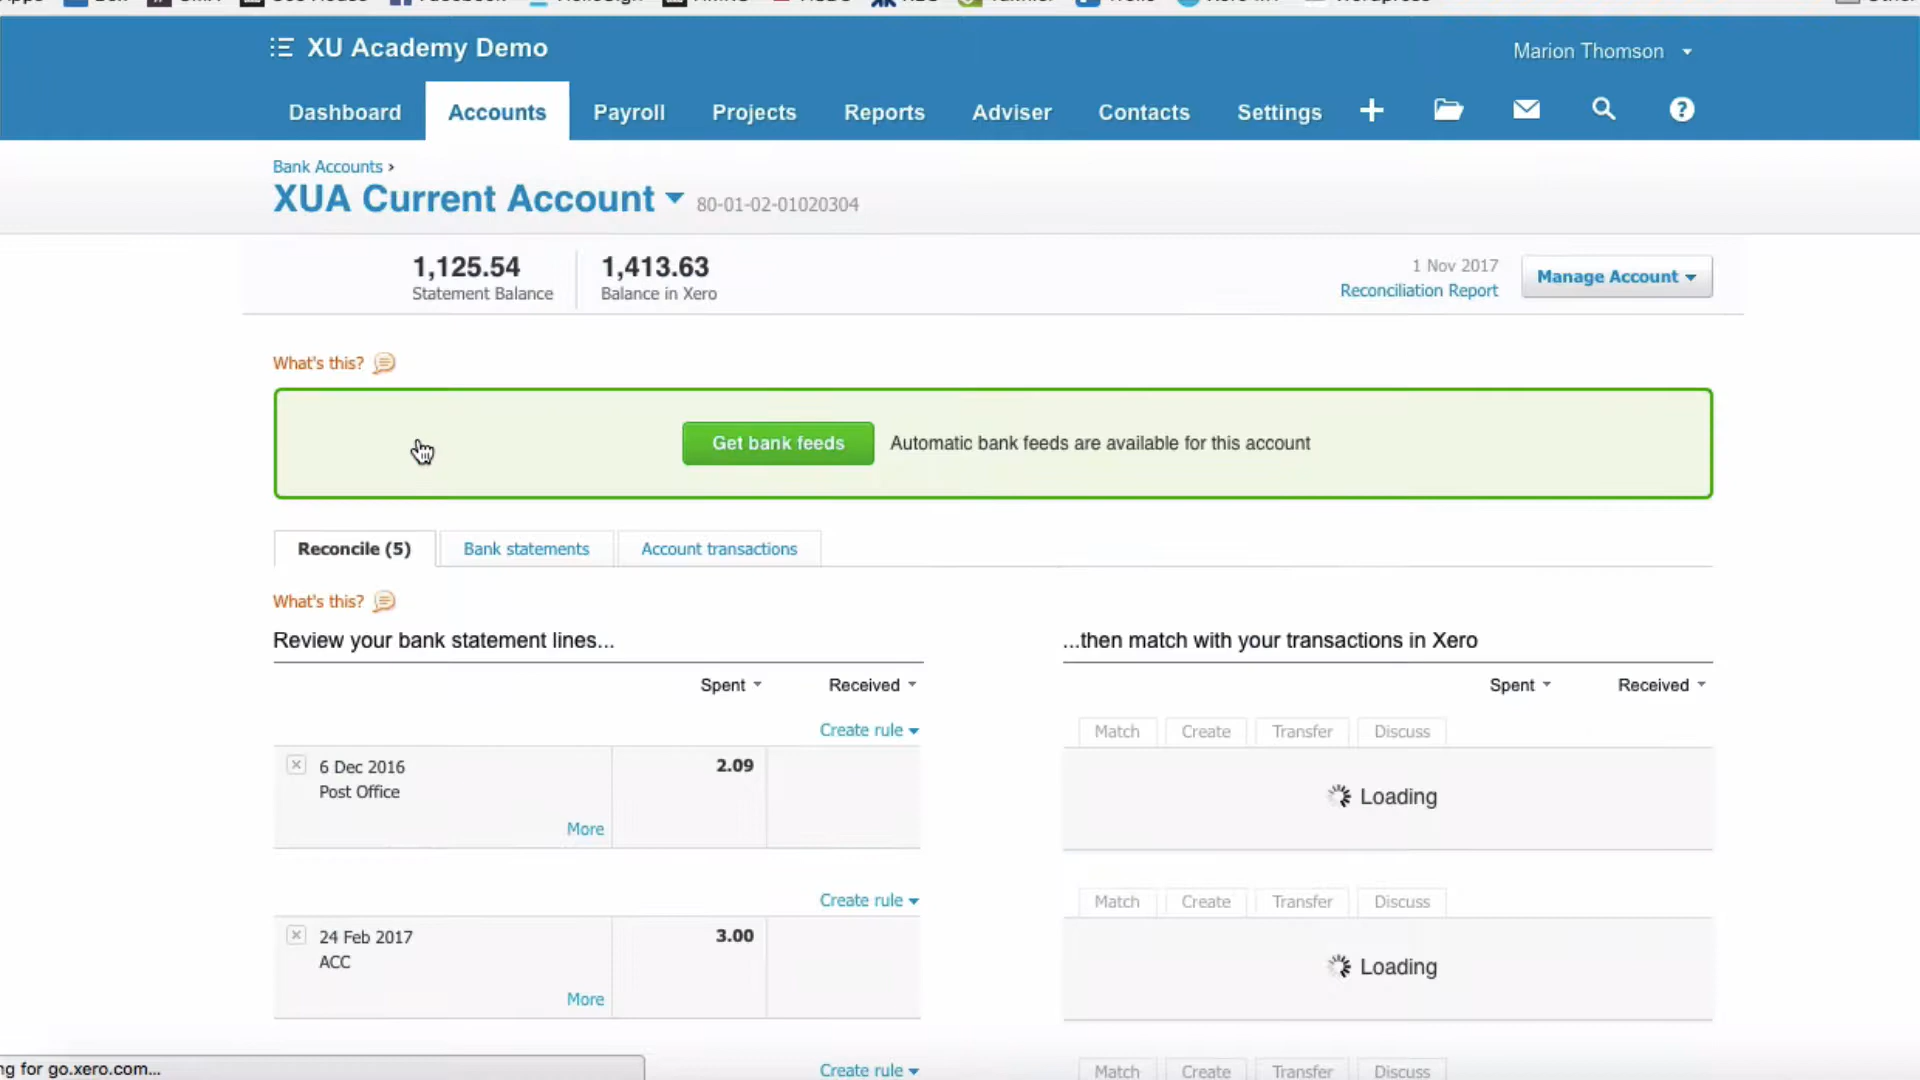 XU Academy Demo
Marion Thomson
Dashboard
Accounts
Payroll
Projects
Reports
Adviser
Contacts
Settings
Bank Accounts ›
XUA Current Account
80-01-02-01020304
1,125.54
Statement Balance
1,413.63
Balance in Xero
1 Nov 2017
Reconciliation Report
Manage Account
What's this?
Get bank feeds
Automatic bank feeds are available for this account
Reconcile (5)
Bank statements
Account transactions
What's this?
Review your bank statement lines...
...then match with your transactions in Xero
Spent
Received
Spent
Received
Create rule
Match
Create
Transfer
Discuss
6 Dec 2016
Post Office
2.09
More
Loading
Create rule
Match
Create
Transfer
Discuss
24 Feb 2017
ACC
3.00
More
Loading
Create rule
Match
Create
Transfer
Discuss
for go.xero.com...